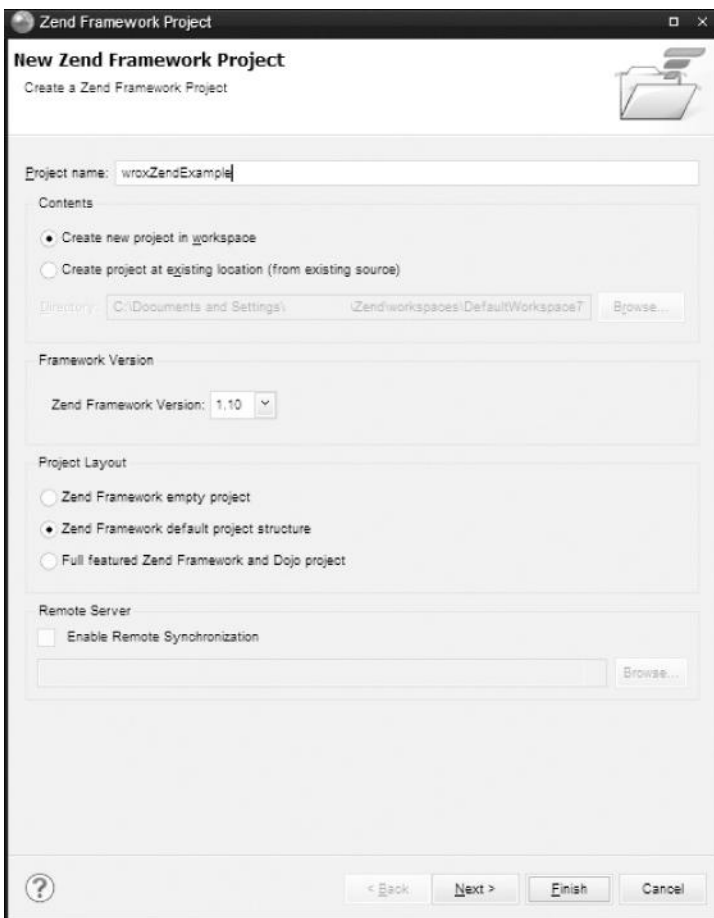 Zend Framework Project
New Zend Framework Project
Create a Zend Framework Project
Project name: wroxZendExample
Contents
Create new project in workspace
Create project at existing location (from existing source)
Directory: C:\Documents and Settings\ \Zend\workspaces\DefaultWorkspace7 Browse...
Framework Version
Zend Framework Version: 1.10
Project Layout
Zend Framework empty project
Zend Framework default project structure
Full featured Zend Framework and Dojo project
Remote Server
Enable Remote Synchronization
Browse...
? < Back Next > Finish Cancel